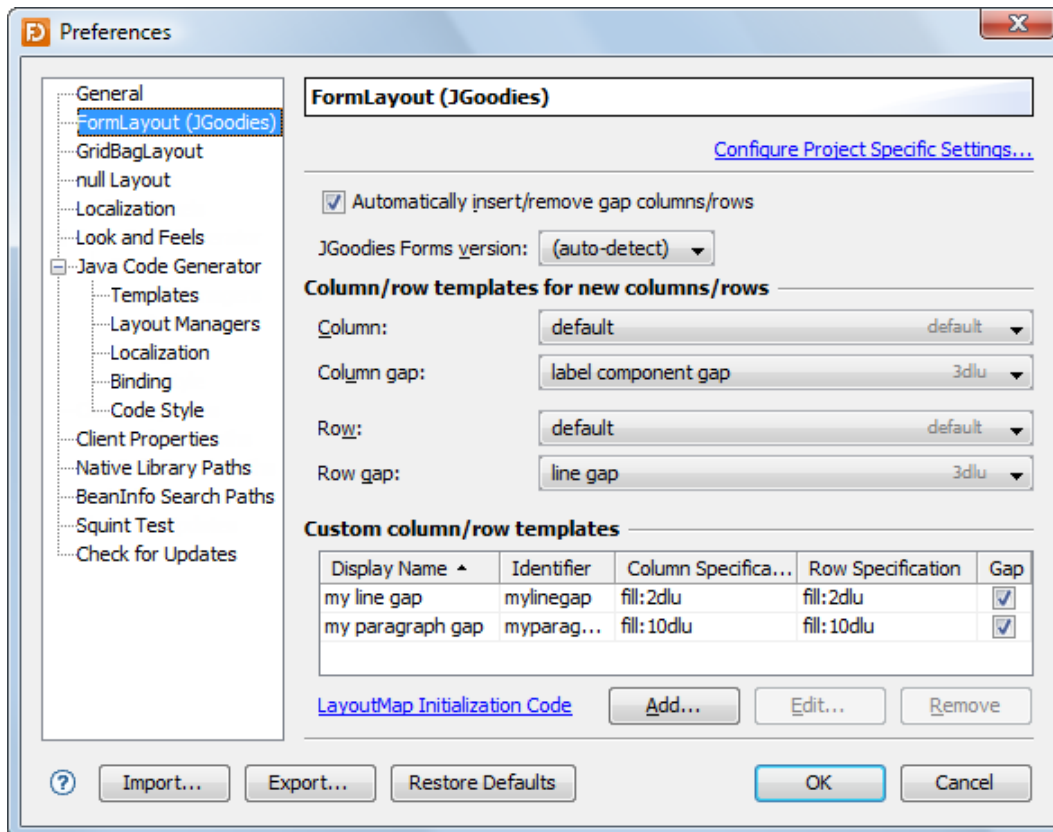 Preferences
General
FormLayout (JGoodies)
GridBagLayout
null Layout
Localization
Look and Feels
Java Code Generator
Templates
Layout Managers
Localization
Binding
Code Style
Client Properties
Native Library Paths
BeanInfo Search Paths
Squint Test
Check for Updates
FormLayout (JGoodies)
Configure Project Specific Settings...
Automatically insert/remove gap columns/rows
JGoodies Forms version: (auto-detect)
Column/row templates for new columns/rows
Column: default default
Column gap: label component gap 3dlu
Row: default default
Row gap: line gap 3dlu
Custom column/row templates
Display Name Identifier Column Specifica... Row Specification Gap
my line gap mylinegap fill:2dlu fill:2dlu
my paragraph gap myparag... fill:10dlu fill:10dlu
LayoutMap Initialization Code Add... Edit... Remove
? Import... Export... Restore Defaults OK Cancel